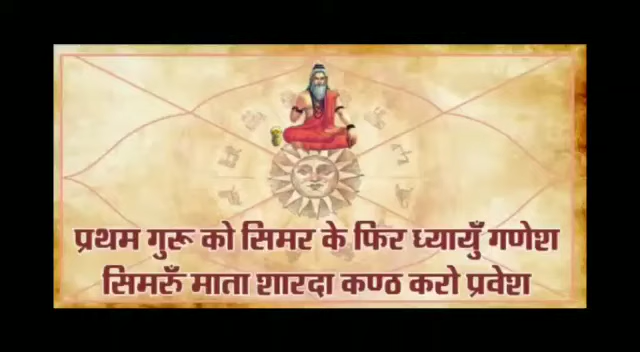 प्रथम गुरू को सिमर के फिर ध्यायुँ गणेश
सिमरुँ माता शारदा कण्ठ करो प्रवेश